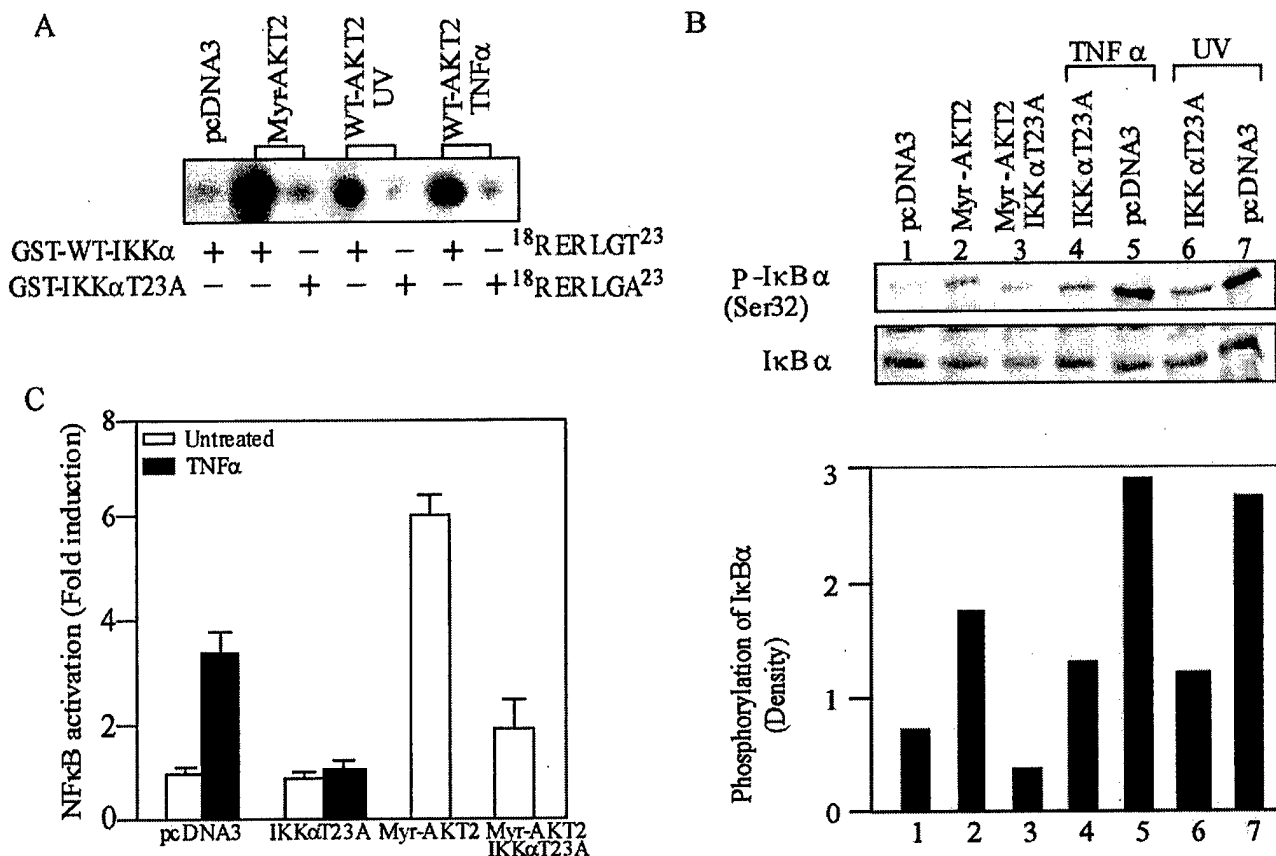 A
pcDNA3
Myr-AKT2
WT-AKT2
UV
WT-AKT2
TNFα
GST-WT-IKKα + + − + − + − ¹⁸RERLGT²³
GST-IKKαT23A − − + − + − + ¹⁸RERLGA²³
B
TNF α
UV
pcDNA3
Myr-AKT2
Myr-AKT2
IKKαT23A
IKKαT23A
pcDNA3
IKKαT23A
pcDNA3
1 2 3 4 5 6 7
P-IκBα
(Ser32)
IκBα
3
2
1
0
Phosphorylation of IκBα
(Density)
1 2 3 4 5 6 7
C
NFκB activation (Fold induction)
8
6
4
2
0
Untreated
TNFα
pcDNA3
IKKαT23A
Myr-AKT2
Myr-AKT2
IKKαT23A